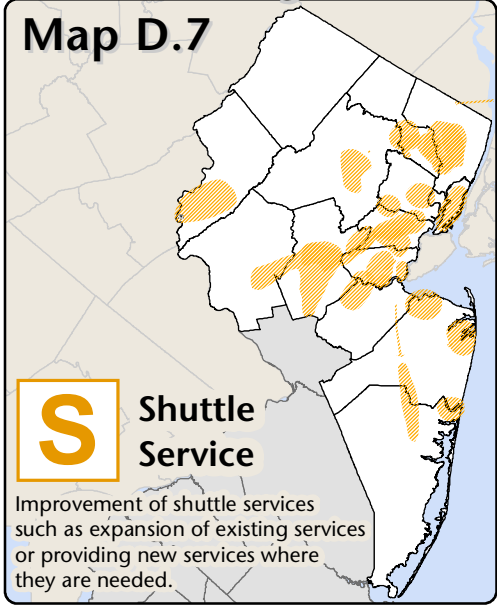 Map D.7
S
Shuttle
Service
Improvement of shuttle services
such as expansion of existing services
or providing new services where
they are needed.